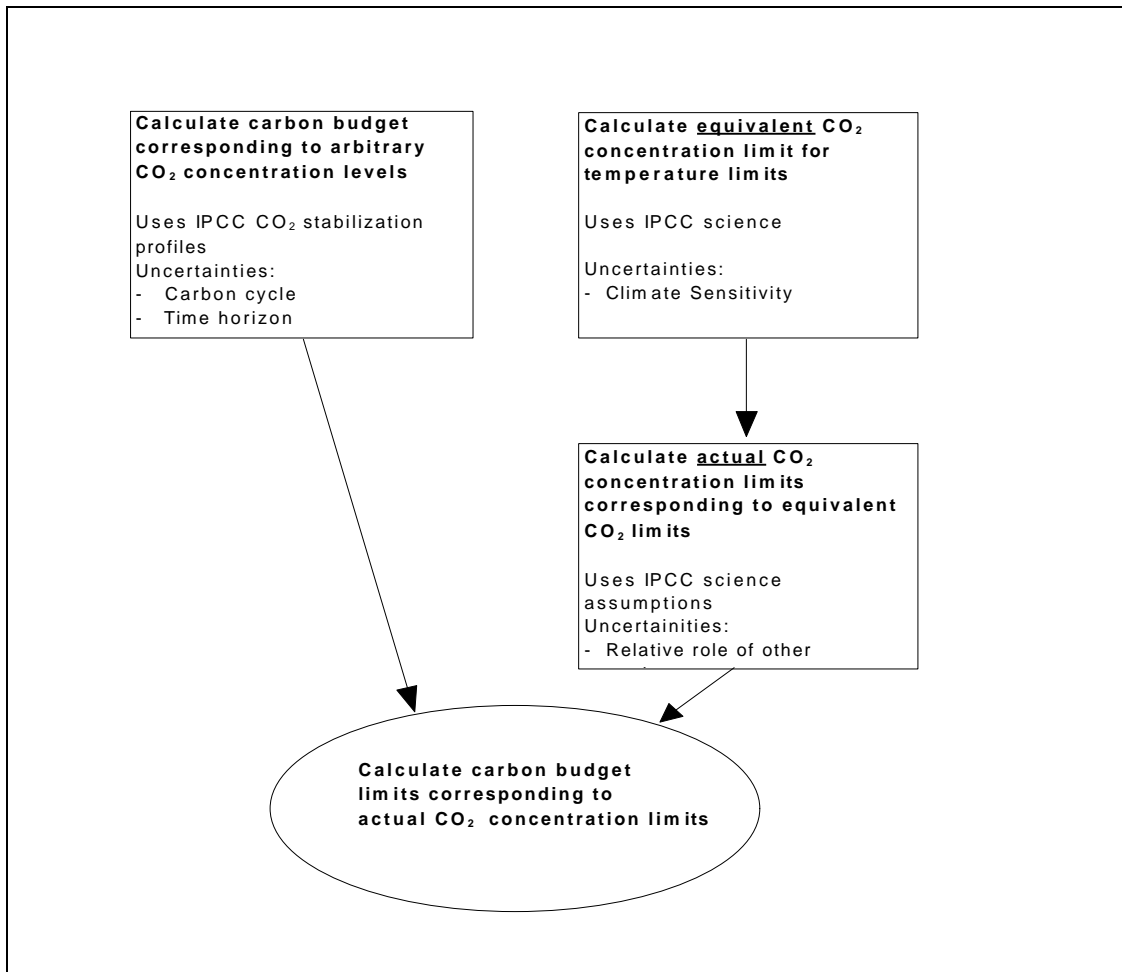 Calculate carbon budget
corresponding to arbitrary
CO₂ concentration levels
Uses IPCC CO₂ stabilization
profiles
Uncertainties:
- Carbon cycle
- Time horizon
Calculate equivalent CO₂
concentration limit for
temperature limits
Uses IPCC science
Uncertainties:
- Climate Sensitivity
Calculate actual CO₂
concentration limits
corresponding to equivalent
CO₂ limits
Uses IPCC science
assumptions
Uncertainities:
- Relative role of other
Calculate carbon budget
limits corresponding to
actual CO₂ concentration limits